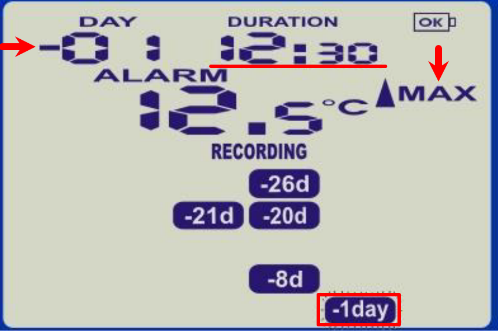 DAY DURATION OK
-01 12:30
ALARM MAX
12.5°C
RECORDING
-26d
-21d -20d
-8d
-1day